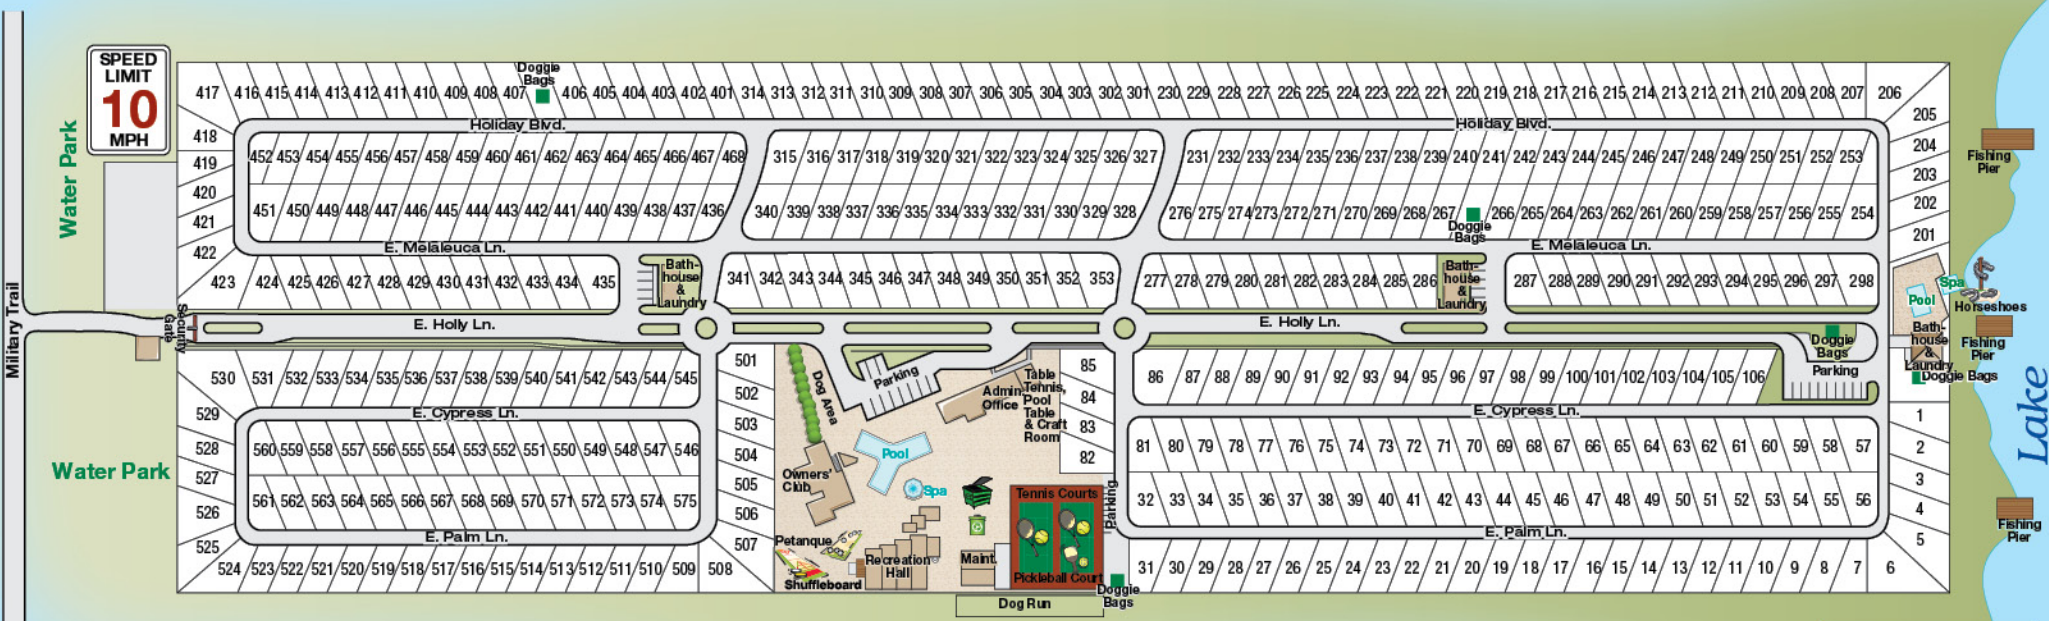 SPEED
LIMIT
10
MPH
Water Park
Water Park
Military Trail
Security
Gate
417 416 415 414 413 412 411 410 409 408 407
Doggie
Bags
406 405 404 403 402 401 314 313 312 311 310 309 308 307 306 305 304 303 302 301 230 229 228 227 226 225 224 223 222 221 220 219 218 217 216 215 214 213 212 211 210 209 208 207 206
205
204
203
202
201
418
419
420
421
422
Holiday Blvd.
Holiday Blvd.
452 453 454 455 456 457 458 459 460 461 462 463 464 465 466 467 468
315 316 317 318 319 320 321 322 323 324 325 326 327
231 232 233 234 235 236 237 238 239 240 241 242 243 244 245 246 247 248 249 250 251 252 253
451 450 449 448 447 446 445 444 443 442 441 440 439 438 437 436
340 339 338 337 336 335 334 333 332 331 330 329 328
276 275 274 273 272 271 270 269 268 267
Doggie
Bags
266 265 264 263 262 261 260 259 258 257 256 255 254
E. Melaleuca Ln.
E. Melaleuca Ln.
423 424 425 426 427 428 429 430 431 432 433 434 435
Bath-
house
&
Laundry
341 342 343 344 345 346 347 348 349 350 351 352 353
277 278 279 280 281 282 283 284 285 286
Bath-
house
&
Laundry
287 288 289 290 291 292 293 294 295 296 297 298
E. Holly Ln.
E. Holly Ln.
Doggie
Bags
Parking
Pool
Spa
Horseshoes
Bath-
house
&
Laundry
Doggie Bags
Fishing
Pier
Fishing
Pier
Fishing
Pier
Lake
530 531 532 533 534 535 536 537 538 539 540 541 542 543 544 545
529
528
527
526
525
E. Cypress Ln.
560 559 558 557 556 555 554 553 552 551 550 549 548 547 546
561 562 563 564 565 566 567 568 569 570 571 572 573 574 575
E. Palm Ln.
524 523 522 521 520 519 518 517 516 515 514 513 512 511 510 509 508
501
502
503
504
505
506
507
Dog Area
Parking
Admin.
Office
Table
Tennis,
Pool
Table
& Craft
Room
Pool
Spa
Owners'
Club
Petanque
Shuffleboard
Recreation
Hall
Maint.
Tennis Courts
Pickleball Court
Parking
Dog Run
Doggie
Bags
85
84
83
82
86 87 88 89 90 91 92 93 94 95 96 97 98 99 100 101 102 103 104 105 106
E. Cypress Ln.
81 80 79 78 77 76 75 74 73 72 71 70 69 68 67 66 65 64 63 62 61 60 59 58 57
32 33 34 35 36 37 38 39 40 41 42 43 44 45 46 47 48 49 50 51 52 53 54 55 56
E. Palm Ln.
31 30 29 28 27 26 25 24 23 22 21 20 19 18 17 16 15 14 13 12 11 10 9 8 7 6
1
2
3
4
5